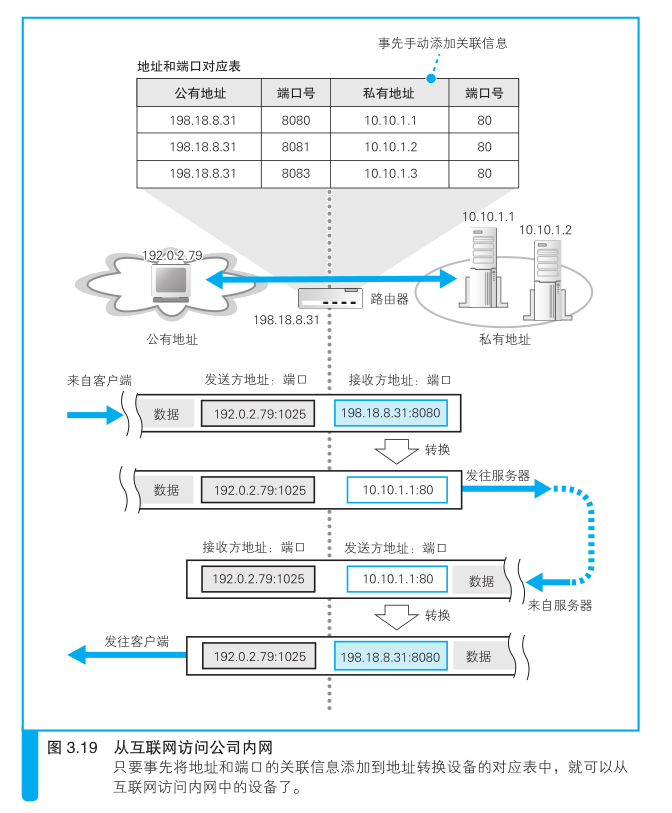 事先手动添加关联信息
地址和端口对应表
公有地址 端口号 私有地址 端口号
198.18.8.31 8080 10.10.1.1 80
198.18.8.31 8081 10.10.1.2 80
198.18.8.31 8083 10.10.1.3 80
10.10.1.1
10.10.1.2
192.0.2.79
路由器
198.18.8.31
公有地址
私有地址
来自客户端
发送方地址：端口 接收方地址：端口
数据 192.0.2.79:1025 198.18.8.31:8080
转换
发往服务器
数据 192.0.2.79:1025 10.10.1.1:80
接收方地址：端口 发送方地址：端口
192.0.2.79:1025 10.10.1.1:80 数据
来自服务器
转换
发往客户端
192.0.2.79:1025 198.18.8.31:8080 数据
图 3.19 从互联网访问公司内网
只要事先将地址和端口的关联信息添加到地址转换设备的对应表中，就可以从
互联网访问内网中的设备了。